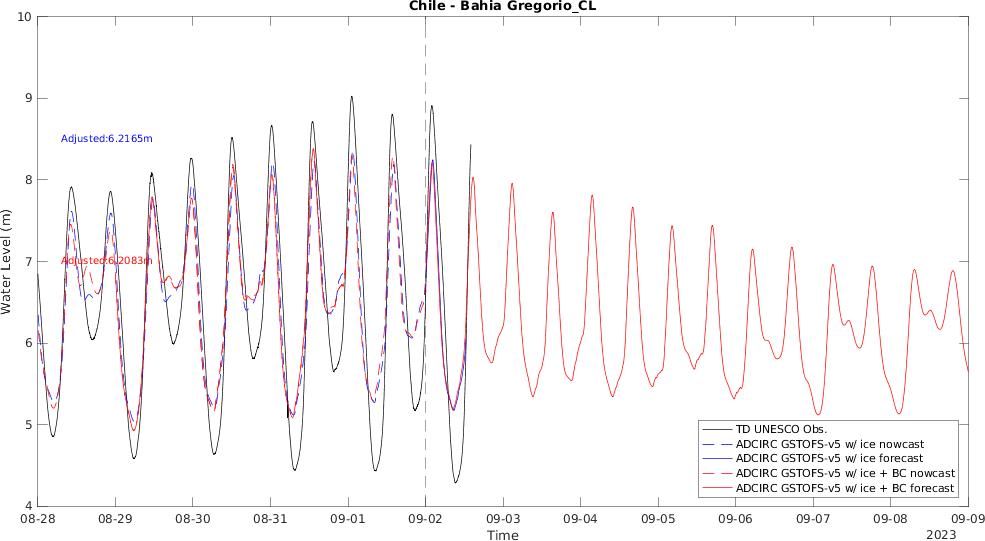 Chile - Bahia Gregorio_CL
10
9
8
7
6
5
4
Water Level (m)
Adjusted:6.2165m
Adjusted:6.2083m
TD UNESCO Obs.
ADCIRC GSTOFS-v5 w/ ice nowcast
ADCIRC GSTOFS-v5 w/ ice forecast
ADCIRC GSTOFS-v5 w/ ice + BC nowcast
ADCIRC GSTOFS-v5 w/ ice + BC forecast
08-28 08-29 08-30 08-31 09-01 09-02 09-03 09-04 09-05 09-06 09-07 09-08 09-09
Time
2023